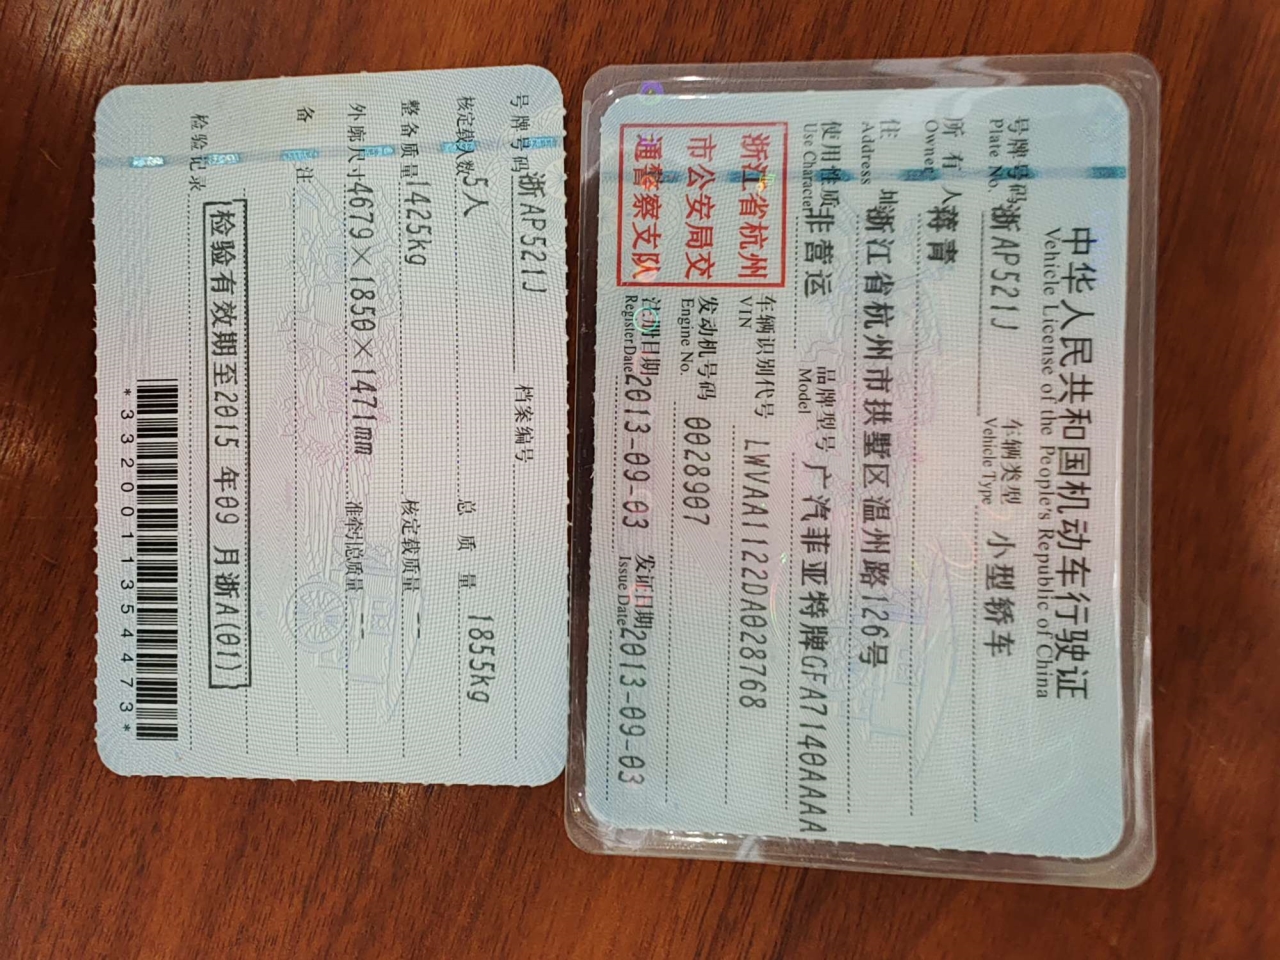 中华人民共和国机动车行驶证
Vehicle License of the People's Republic of China
号牌号码 浙AP521J 车辆类型 小型轿车
Plate No. Vehicle Type
所有人 蒋青
Owner
住址 浙江省杭州市拱墅区温州路126号
Address
使用性质 非营运 品牌型号 广汽菲亚特牌GFA7140AAAA
Use Character Model
浙江省杭州
市公安局交
通警察支队
车辆识别代号 LWVAA1122DA028768
VIN
发动机号码 0028907
Engine No.
注册日期 2013-09-03 发证日期 2013-09-03
Register Date Issue Date
号牌号码 浙AP521J 档案编号
核定载人数 5人 总质量 1855kg
整备质量 1425kg 核定载质量 --
外廓尺寸 4679×1850×1471mm 准牵引总质量 --
备注
检验记录
检验有效期至2015年09月浙A(01)
*3320011354473*